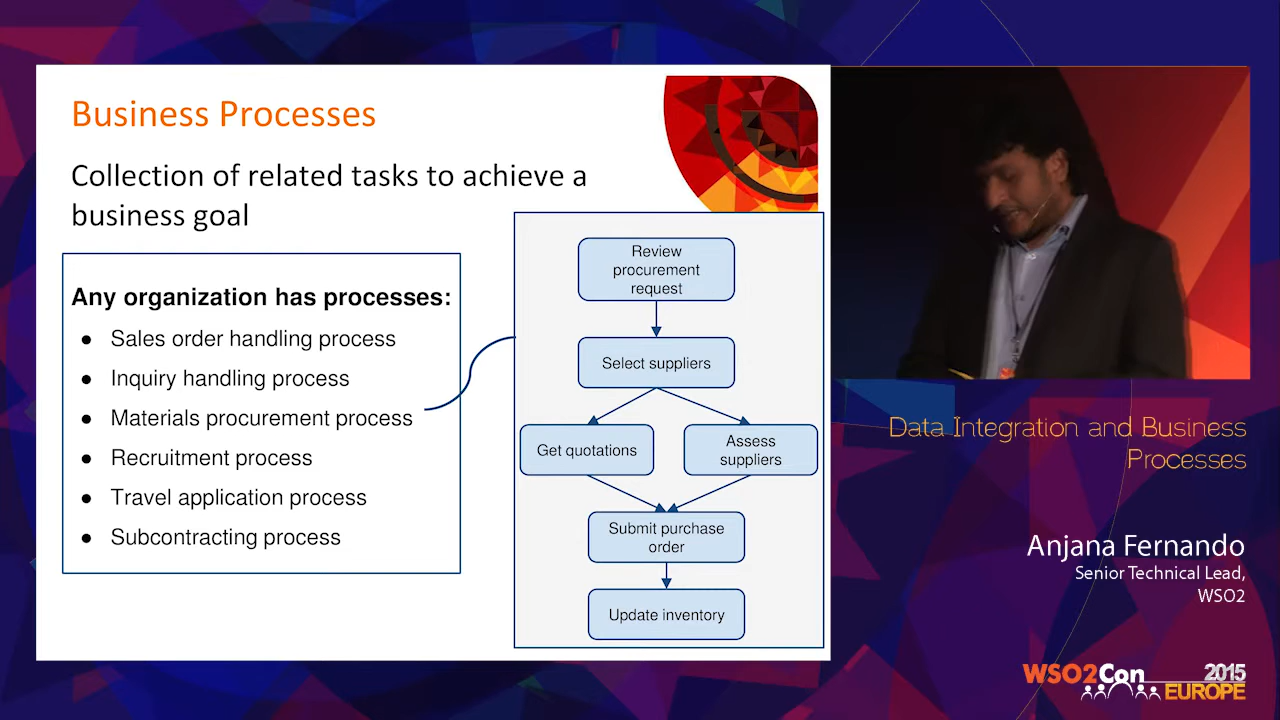 Business Processes
Collection of related tasks to achieve a
business goal
Any organization has processes:
● Sales order handling process
● Inquiry handling process
● Materials procurement process
● Recruitment process
● Travel application process
● Subcontracting process
Review
procurement
request
Select suppliers
Get quotations
Assess
suppliers
Submit purchase
order
Update inventory
Data Integration and Business
Processes
Anjana Fernando
Senior Technical Lead,
WSO2
WSO2Con 2015
EUROPE